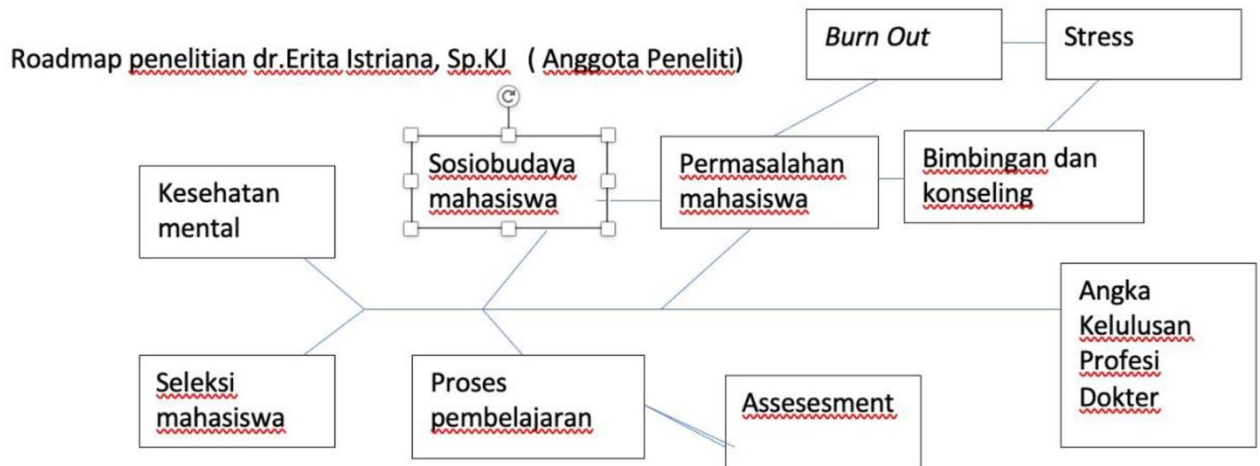 Roadmap penelitian dr.Erita Istriana, Sp.KJ ( Anggota Peneliti)
Burn Out
Stress
Sosiobudaya
mahasiswa
Permasalahan
mahasiswa
Bimbingan dan
konseling
Kesehatan
mental
Angka
Kelulusan
Profesi
Dokter
Seleksi
mahasiswa
Proses
pembelajaran
Assesesment